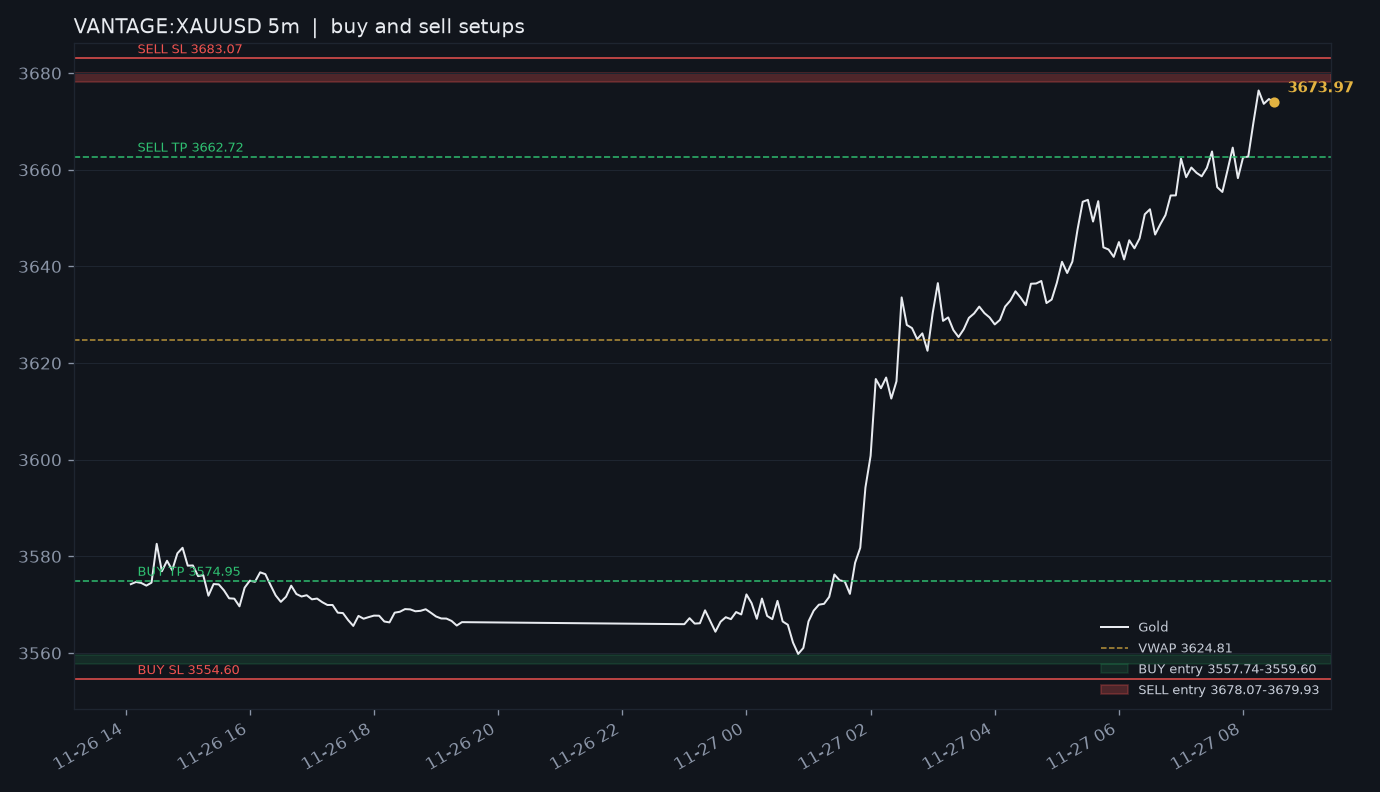 VANTAGE:XAUUSD 5m | buy and sell setups
SELL SL 3683.07
3680
3673.97
SELL TP 3662.72
3660
3640
3620
3600
3580
BUY TP 3574.95
3560
BUY SL 3554.60
Gold
VWAP 3624.81
BUY entry 3557.74-3559.60
SELL entry 3678.07-3679.93
11-26 14
11-26 16
11-26 18
11-26 20
11-26 22
11-27 00
11-27 02
11-27 04
11-27 06
11-27 08